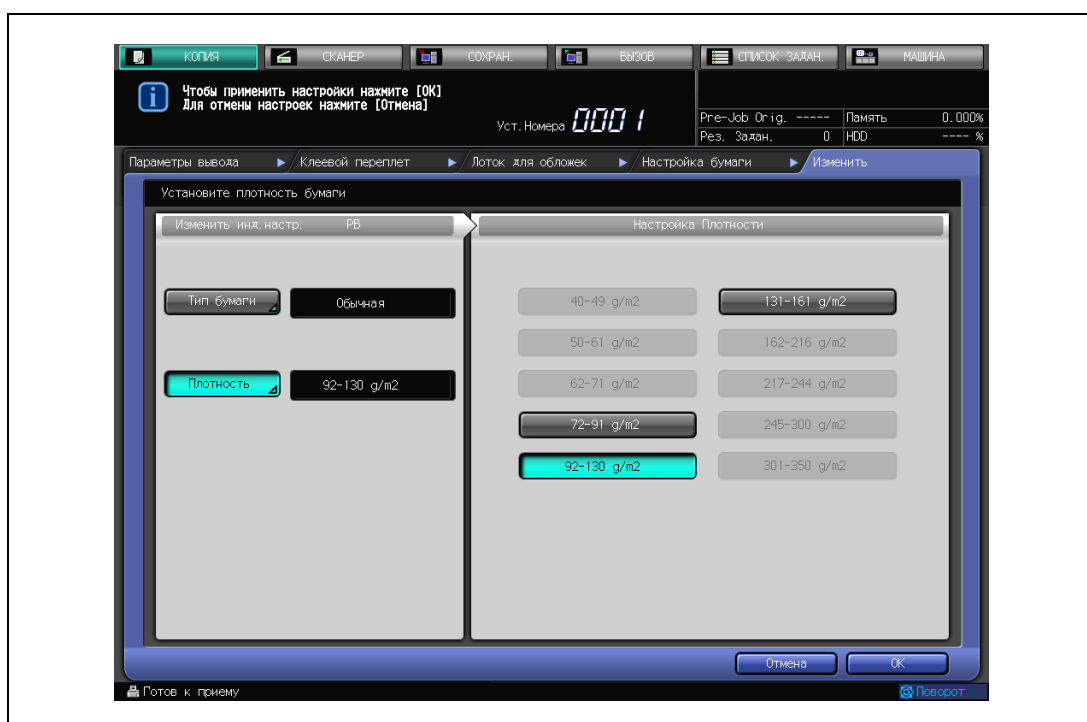 КОПИЯ СКАНЕР СОХРАН. ВЫЗОВ СПИСОК ЗАДАН. МАШИНА
Чтобы применить настройки нажмите [OK]
Для отмены настроек нажмите [Отмена]
Уст.Номера 0001
Pre-Job Orig. ----- Память 0.000%
Рез. Задан. 0 HDD ---- %
Параметры вывода Клеевой переплет Лоток для обложек Настройка бумаги Изменить
Установите плотность бумаги
Изменить инд.настр. PB Настройка Плотности
Тип бумаги Обычная 40-49 g/m2 131-161 g/m2
50-61 g/m2 162-216 g/m2
Плотность 92-130 g/m2 62-71 g/m2 217-244 g/m2
72-91 g/m2 245-300 g/m2
92-130 g/m2 301-350 g/m2
Отмена OK
Готов к приему Поворот